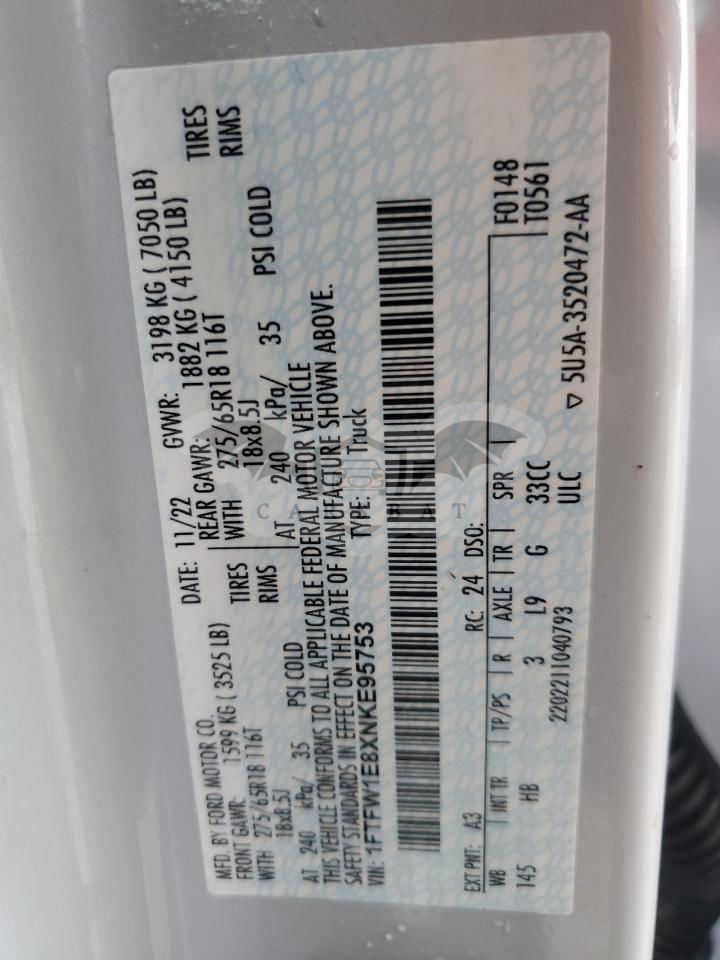 MFD. BY FORD MOTOR CO.
DATE: 11/22 GVWR: 3198 KG ( 7050 LB)
FRONT GAWR: 1599 KG ( 3525 LB)
REAR GAWR: 1882 KG ( 4150 LB)
WITH 275/65R18 116T TIRES
WITH 275/65R18 116T TIRES
18x8.5J RIMS
18x8.5J RIMS
AT 240 kPa/ 35 PSI COLD
AT 240 kPa/ 35 PSI COLD
THIS VEHICLE CONFORMS TO ALL APPLICABLE FEDERAL MOTOR VEHICLE
SAFETY STANDARDS IN EFFECT ON THE DATE OF MANUFACTURE SHOWN ABOVE.
VIN: 1FTFW1E8XNKE95753 TYPE: Truck
CAR BAT
EXT PNT: A3 RC: 24 DSO: F0148
WB INT TR TP/PS R AXLE TR SPR T0561
145 HB 3 L9 G 33CC
2202211040793 ULC ▽ 5U5A-3520472-AA